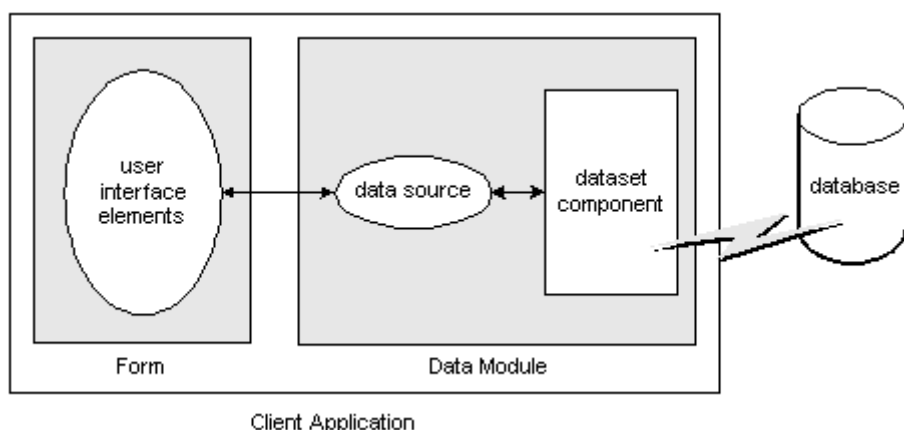 user
interface
elements
data source
dataset
component
database
Form
Data Module
Client Application